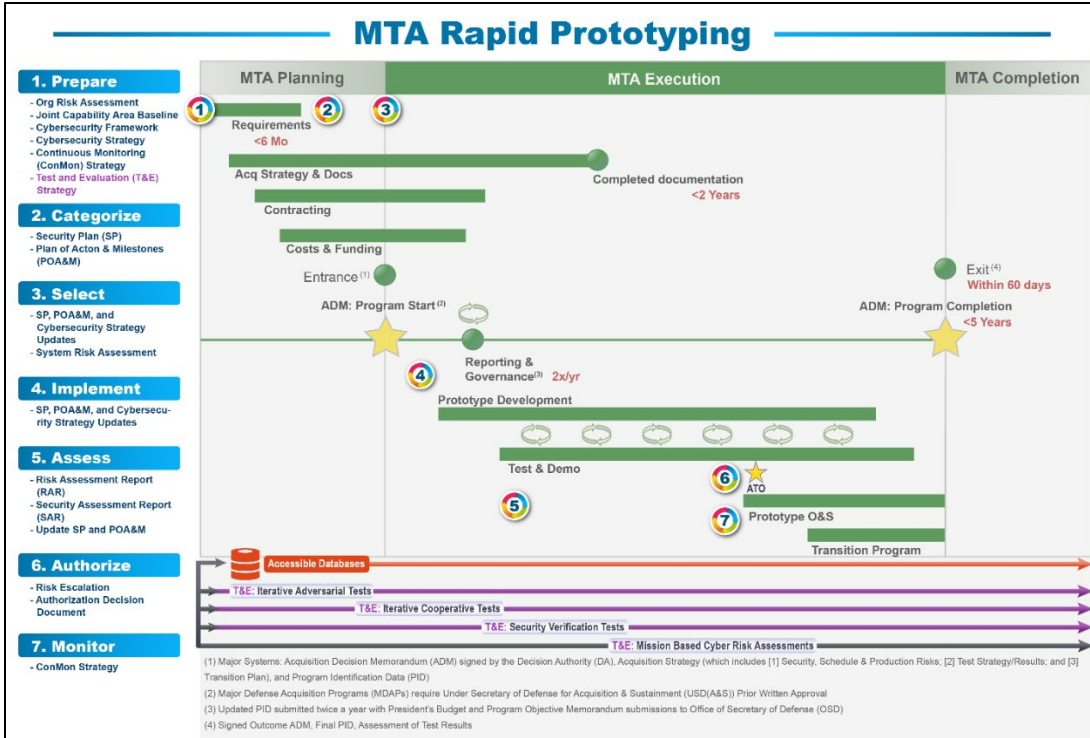 MTA Rapid Prototyping
1. Prepare
- Org Risk Assessment
- Joint Capability Area Baseline
- Cybersecurity Framework
- Cybersecurity Strategy
- Continuous Monitoring
(ConMon) Strategy
- Test and Evaluation (T&E)
Strategy
2. Categorize
- Security Plan (SP)
- Plan of Acton & Milestones
(POA&M)
3. Select
- SP, POA&M, and
Cybersecurity Strategy
Updates
- System Risk Assessment
4. Implement
- SP, POA&M, and Cybersecu-
rity Strategy Updates
5. Assess
- Risk Assessment Report
(RAR)
- Security Assessment Report
(SAR)
- Update SP and POA&M
6. Authorize
- Risk Escalation
- Authorization Decision
Document
7. Monitor
- ConMon Strategy
MTA Planning
MTA Execution
MTA Completion
1
2
3
Requirements
<6 Mo
Acq Strategy & Docs
Completed documentation
<2 Years
Contracting
Costs & Funding
Entrance (1)
Exit(4)
Within 60 days
ADM: Program Start(2)
ADM: Program Completion
<5 Years
Reporting &
Governance(3) 2x/yr
4
Prototype Development
Test & Demo
5
6
ATO
7
Prototype O&S
Transition Program
Accessible Databases
T&E: Iterative Adversarial Tests
T&E: Iterative Cooperative Tests
T&E: Security Verification Tests
T&E: Mission Based Cyber Risk Assessments
(1) Major Systems: Acquisition Decision Memorandum (ADM) signed by the Decision Authority (DA), Acquisition Strategy (which includes [1] Security, Schedule & Production Risks; [2] Test Strategy/Results; and [3]
Transition Plan), and Program Identification Data (PID)
(2) Major Defense Acquisition Programs (MDAPs) require Under Secretary of Defense for Acquisition & Sustainment (USD(A&S)) Prior Written Approval
(3) Updated PID submitted twice a year with President's Budget and Program Objective Memorandum submissions to Office of Secretary of Defense (OSD)
(4) Signed Outcome ADM, Final PID, Assessment of Test Results